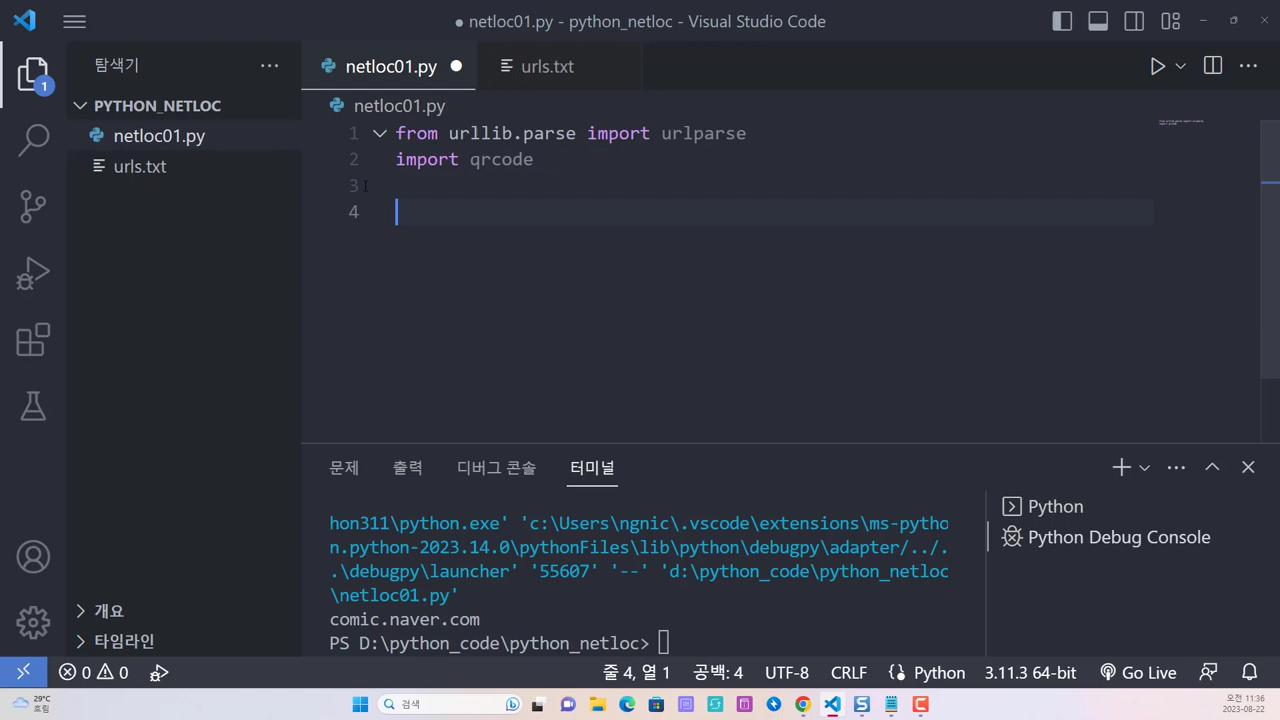 netloc01.py - python_netloc - Visual Studio Code
탐색기
netloc01.py
urls.txt
PYTHON_NETLOC
netloc01.py
urls.txt
1
netloc01.py
1 from urllib.parse import urlparse
2 import qrcode
3
4
문제 출력 디버그 콘솔 터미널
hon311\python.exe' 'c:\Users\ngnic\.vscode\extensions\ms-pytho
n.python-2023.14.0\pythonFiles\lib\python\debugpy\adapter/../.
.\debugpy\launcher' '55607' '--' 'd:\python_code\python_netloc
\netloc01.py'
comic.naver.com
PS D:\python_code\python_netloc>
Python
Python Debug Console
개요
타임라인
0 0 줄 4, 열 1 공백: 4 UTF-8 CRLF Python 3.11.3 64-bit Go Live
29°C
흐림
검색
오전 11:36
2023-08-22